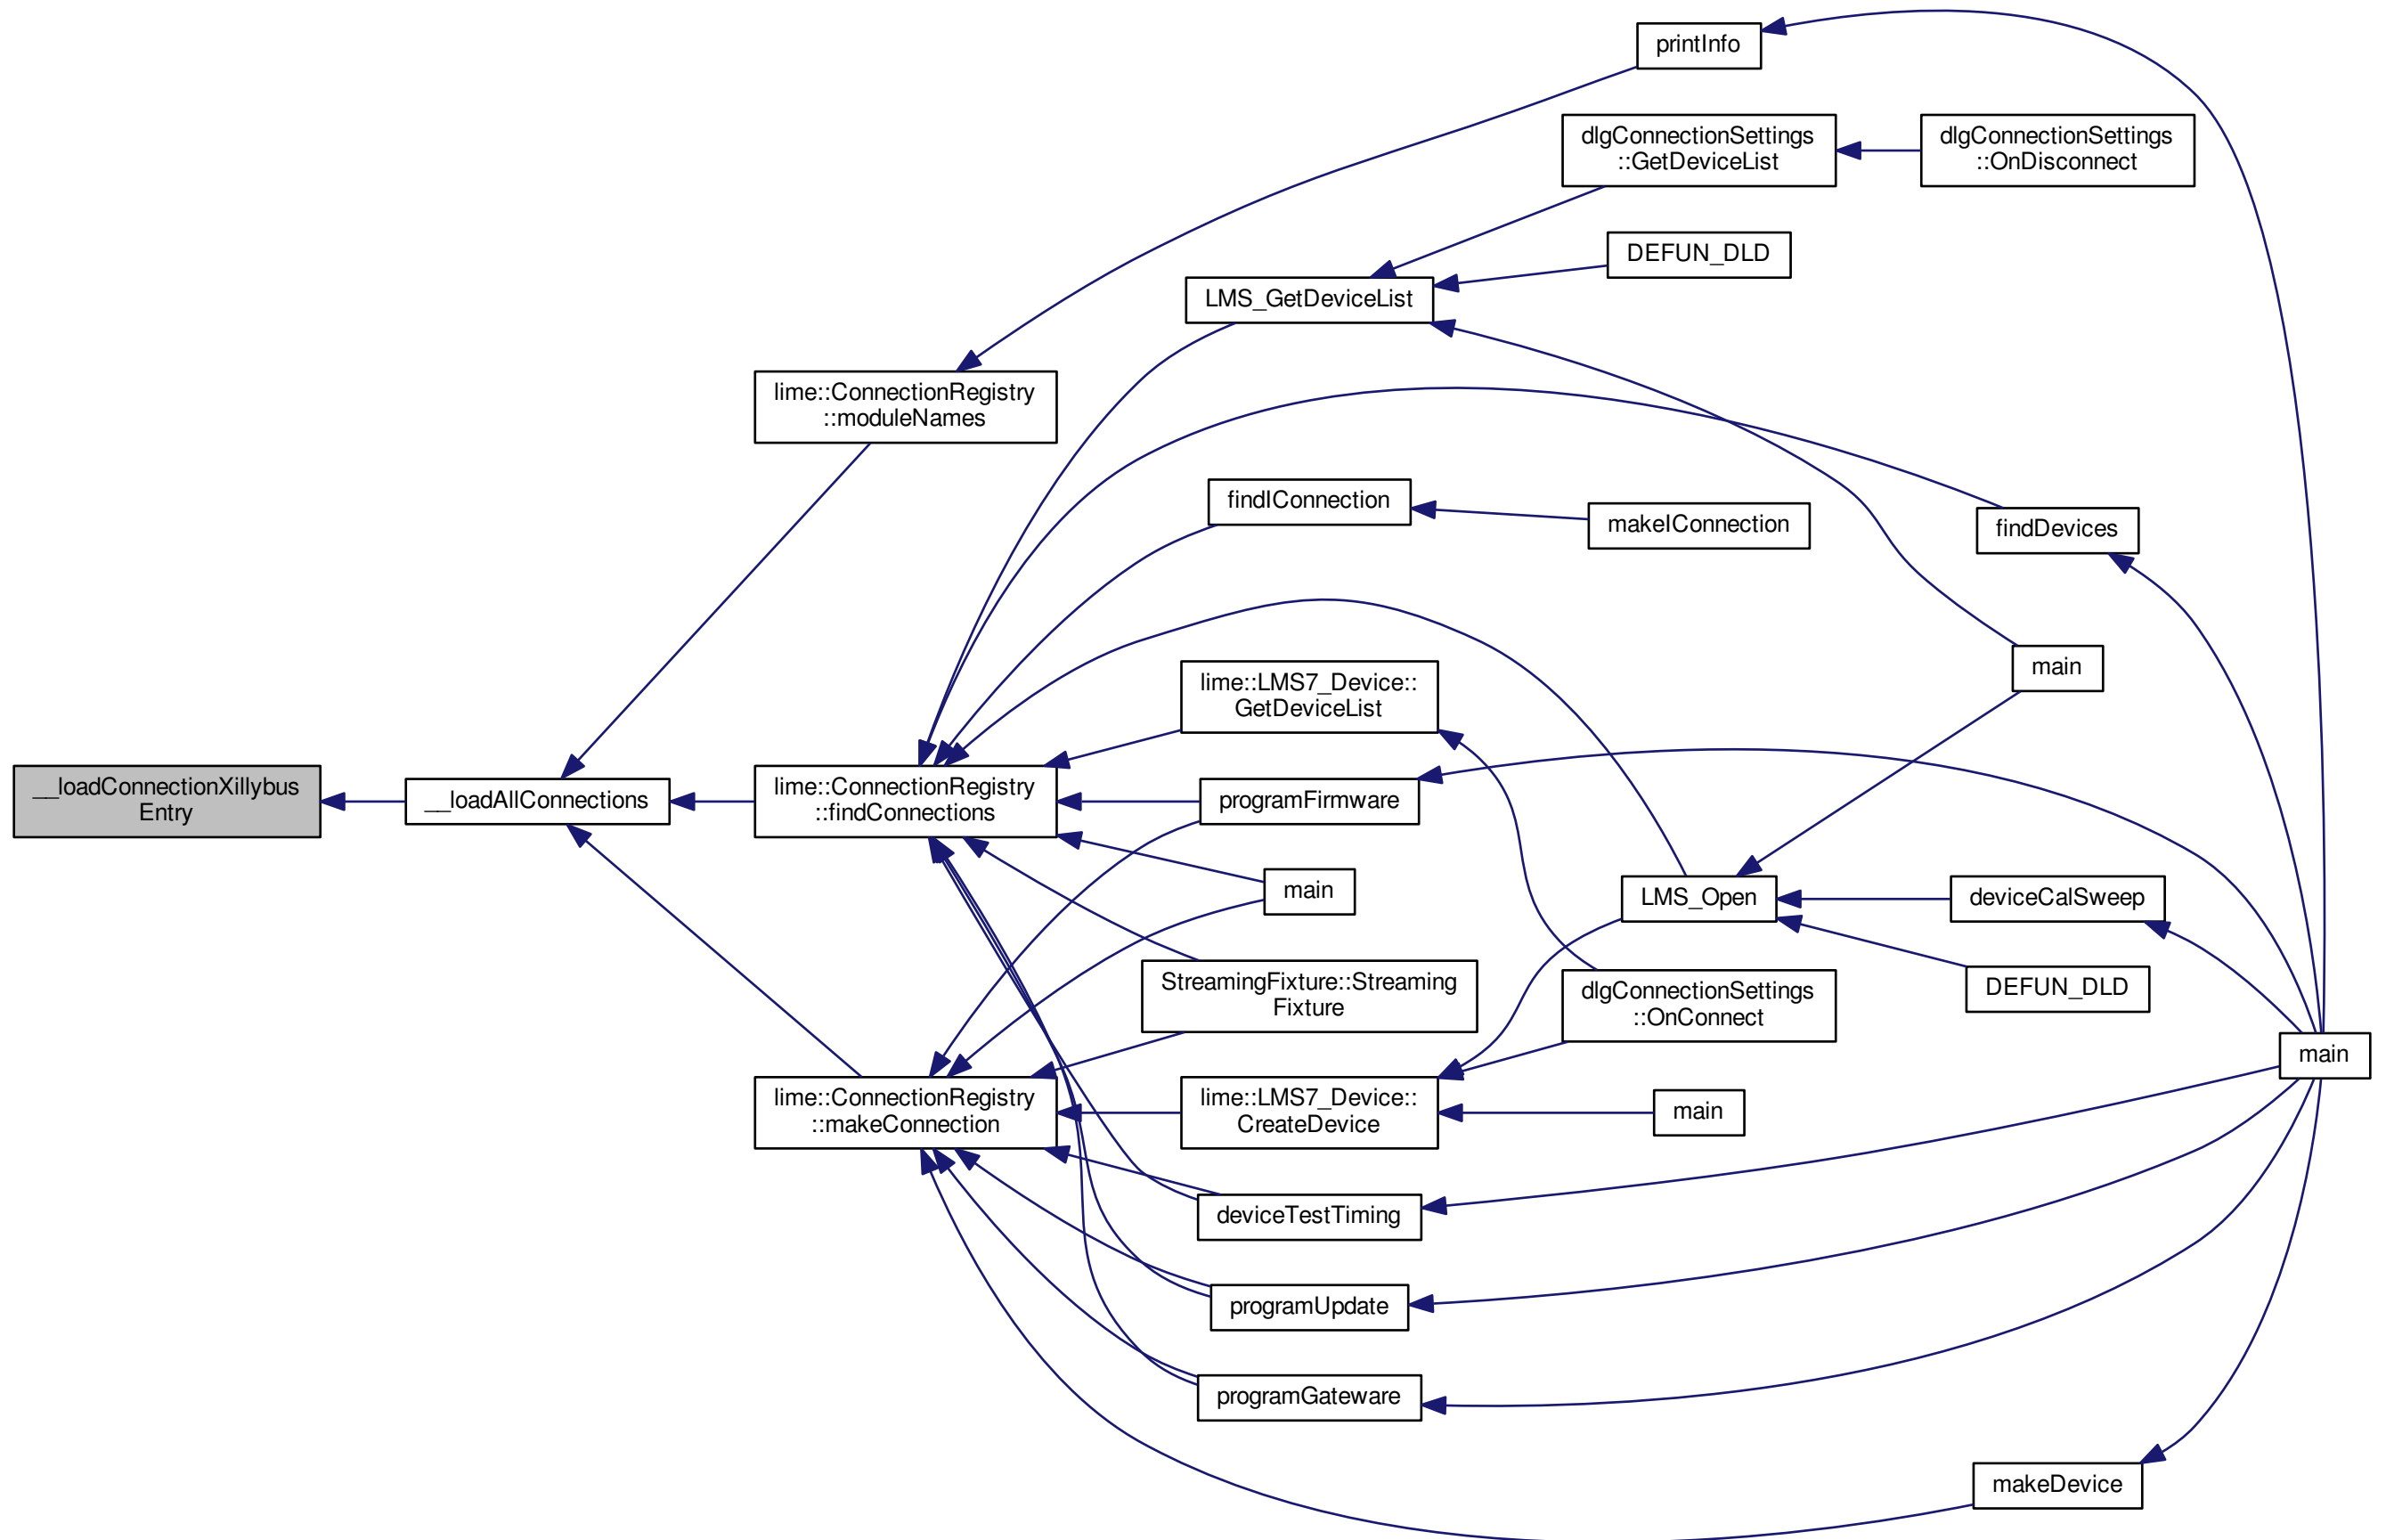 printInfo
dlgConnectionSettings
::GetDeviceList
dlgConnectionSettings
::OnDisconnect
DEFUN_DLD
LMS_GetDeviceList
lime::ConnectionRegistry
::moduleNames
findIConnection
makeIConnection
findDevices
main
lime::LMS7_Device::
GetDeviceList
__loadConnectionXillybus
Entry
__loadAllConnections
lime::ConnectionRegistry
::findConnections
programFirmware
main
LMS_Open
deviceCalSweep
DEFUN_DLD
StreamingFixture::Streaming
Fixture
dlgConnectionSettings
::OnConnect
main
lime::ConnectionRegistry
::makeConnection
lime::LMS7_Device::
CreateDevice
main
deviceTestTiming
programUpdate
programGateware
makeDevice